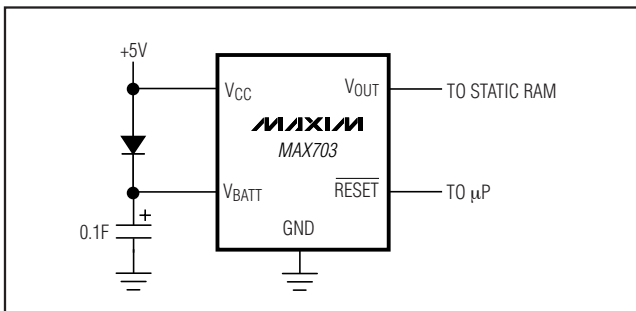 +5V
VCC
VOUT
TO STATIC RAM
MAXIM
MAX703
VBATT
RESET
TO µP
+
0.1F
GND